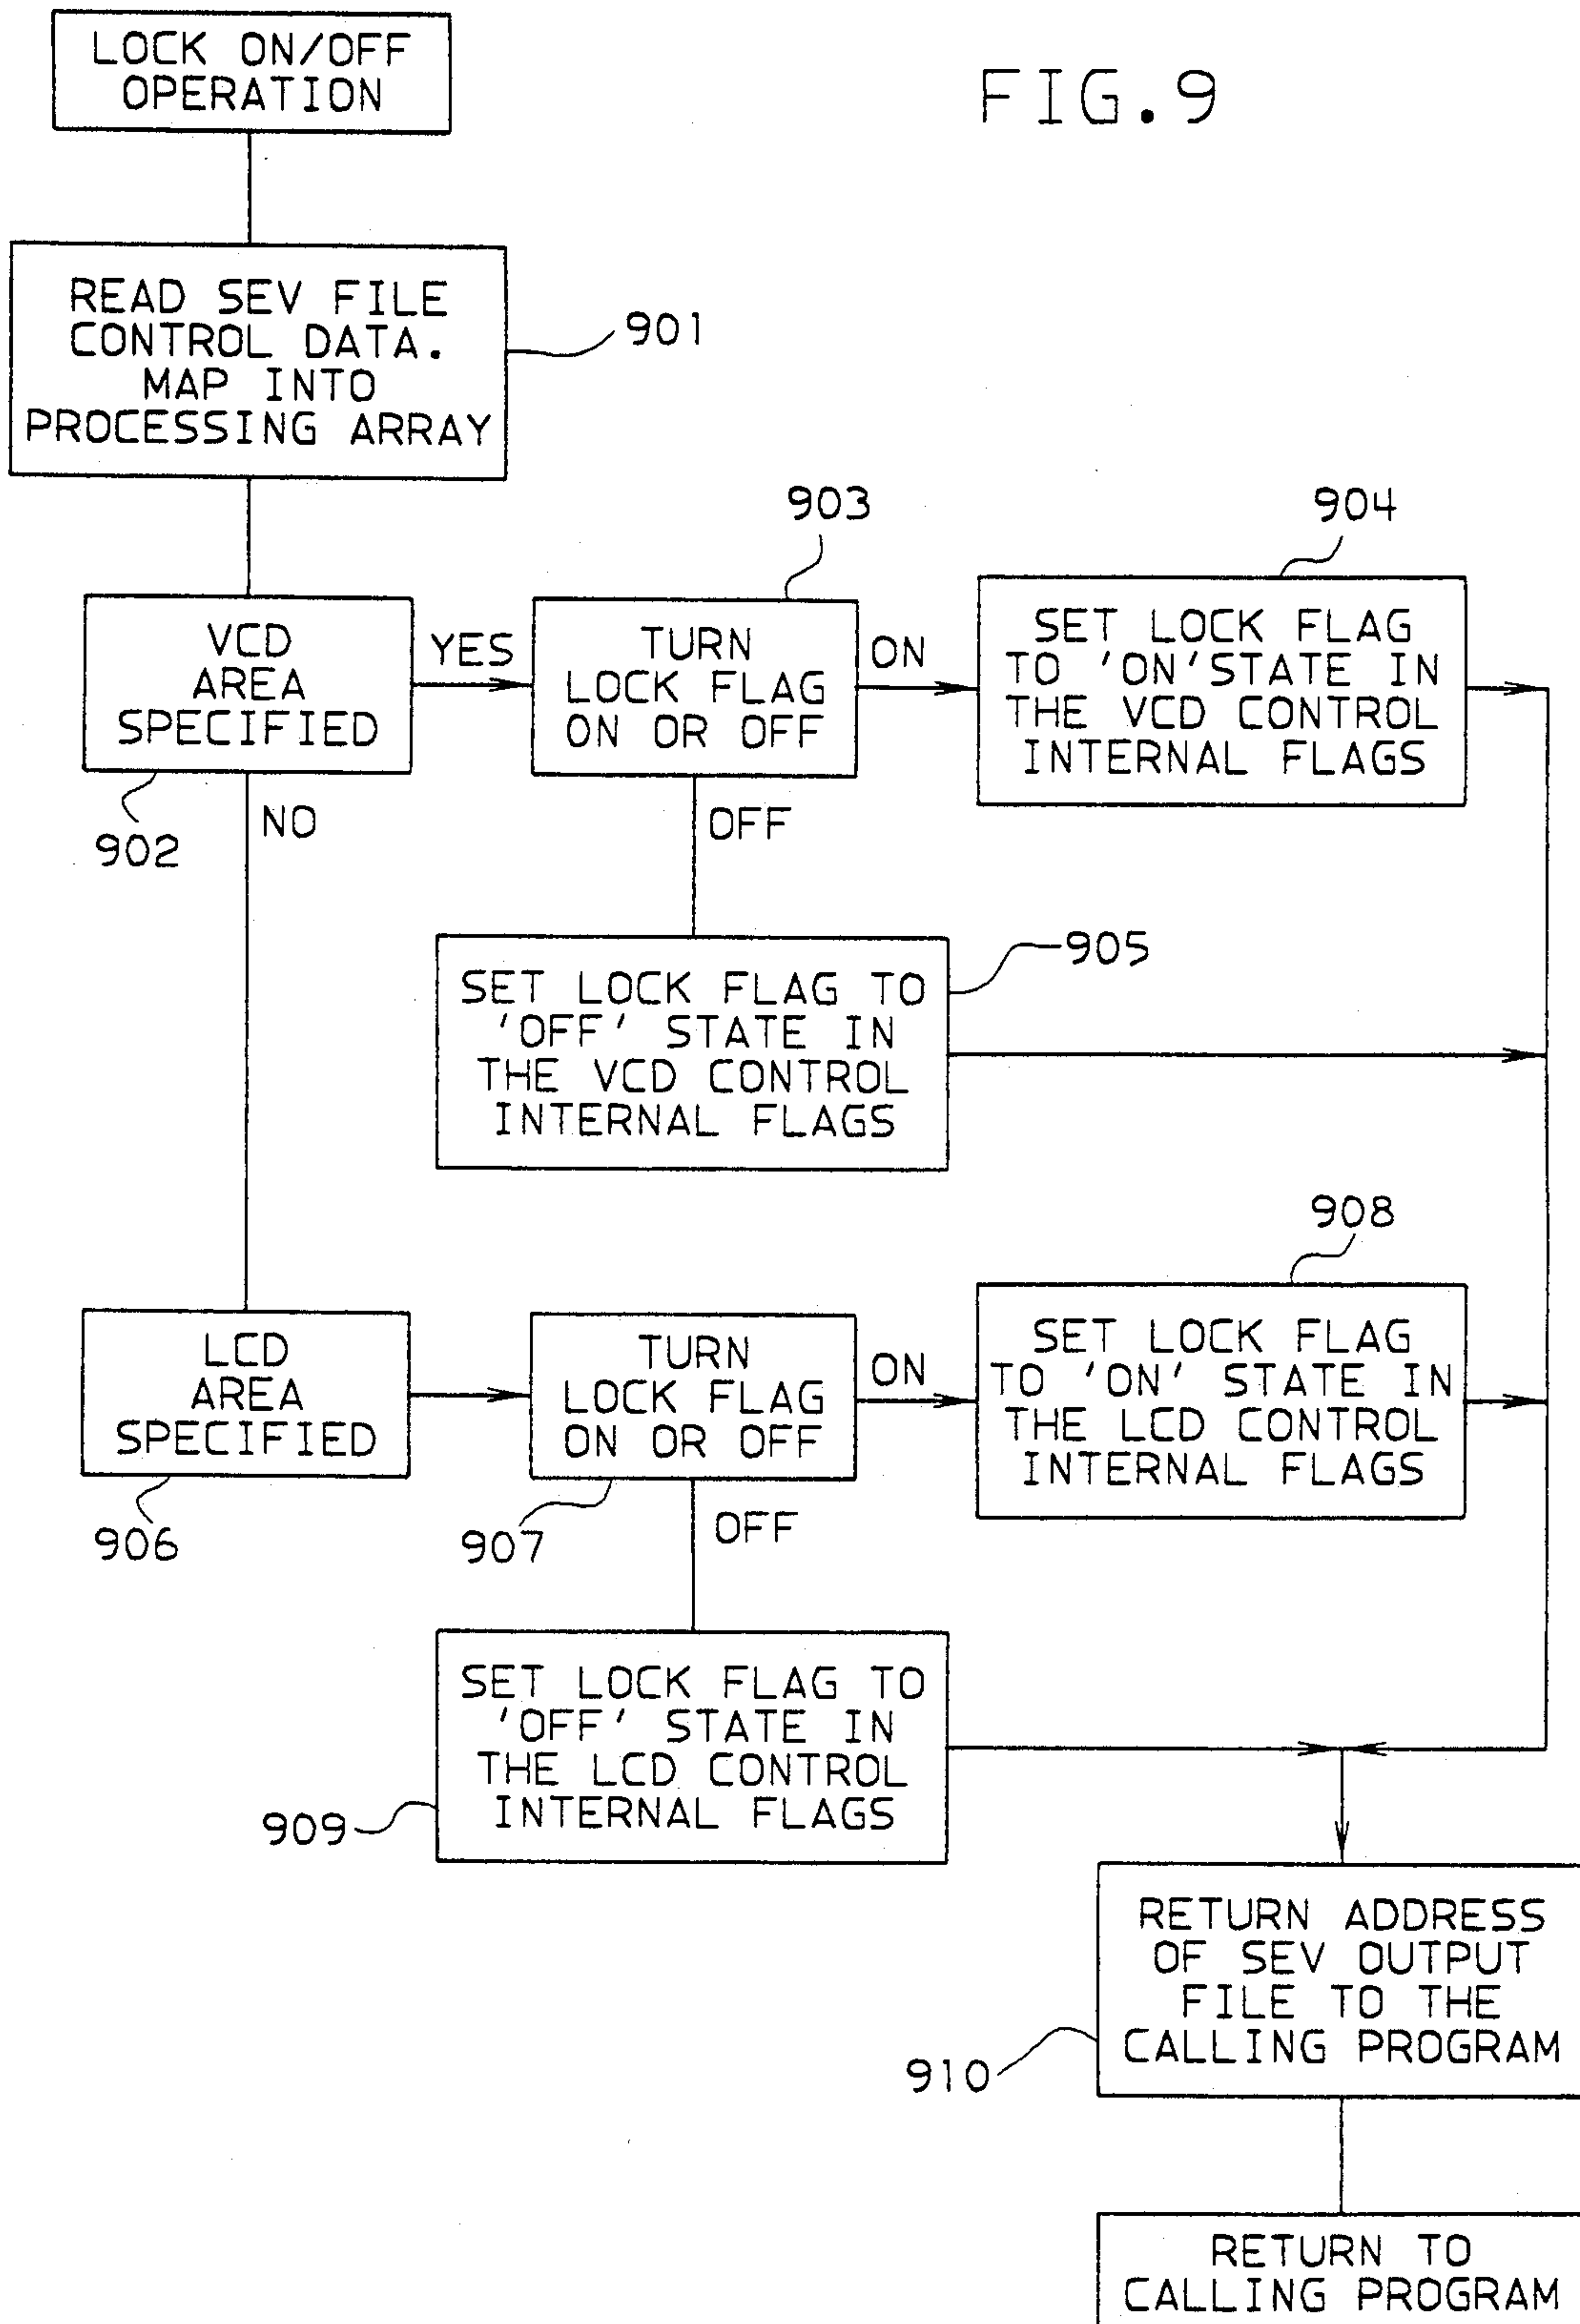 LOCK ON/OFF
OPERATION
FIG.9
READ SEV FILE
CONTROL DATA.
MAP INTO
PROCESSING ARRAY
901
903
904
VCD
AREA
SPECIFIED
YES
TURN
LOCK FLAG
ON OR OFF
ON
SET LOCK FLAG
TO 'ON'STATE IN
THE VCD CONTROL
INTERNAL FLAGS
902
NO
OFF
905
SET LOCK FLAG TO
'OFF' STATE IN
THE VCD CONTROL
INTERNAL FLAGS
908
LCD
AREA
SPECIFIED
TURN
LOCK FLAG
ON OR OFF
ON
SET LOCK FLAG
TO 'ON' STATE IN
THE LCD CONTROL
INTERNAL FLAGS
906
907
OFF
SET LOCK FLAG TO
'OFF' STATE IN
THE LCD CONTROL
INTERNAL FLAGS
909
RETURN ADDRESS
OF SEV OUTPUT
FILE TO THE
CALLING PROGRAM
910
RETURN TO
CALLING PROGRAM